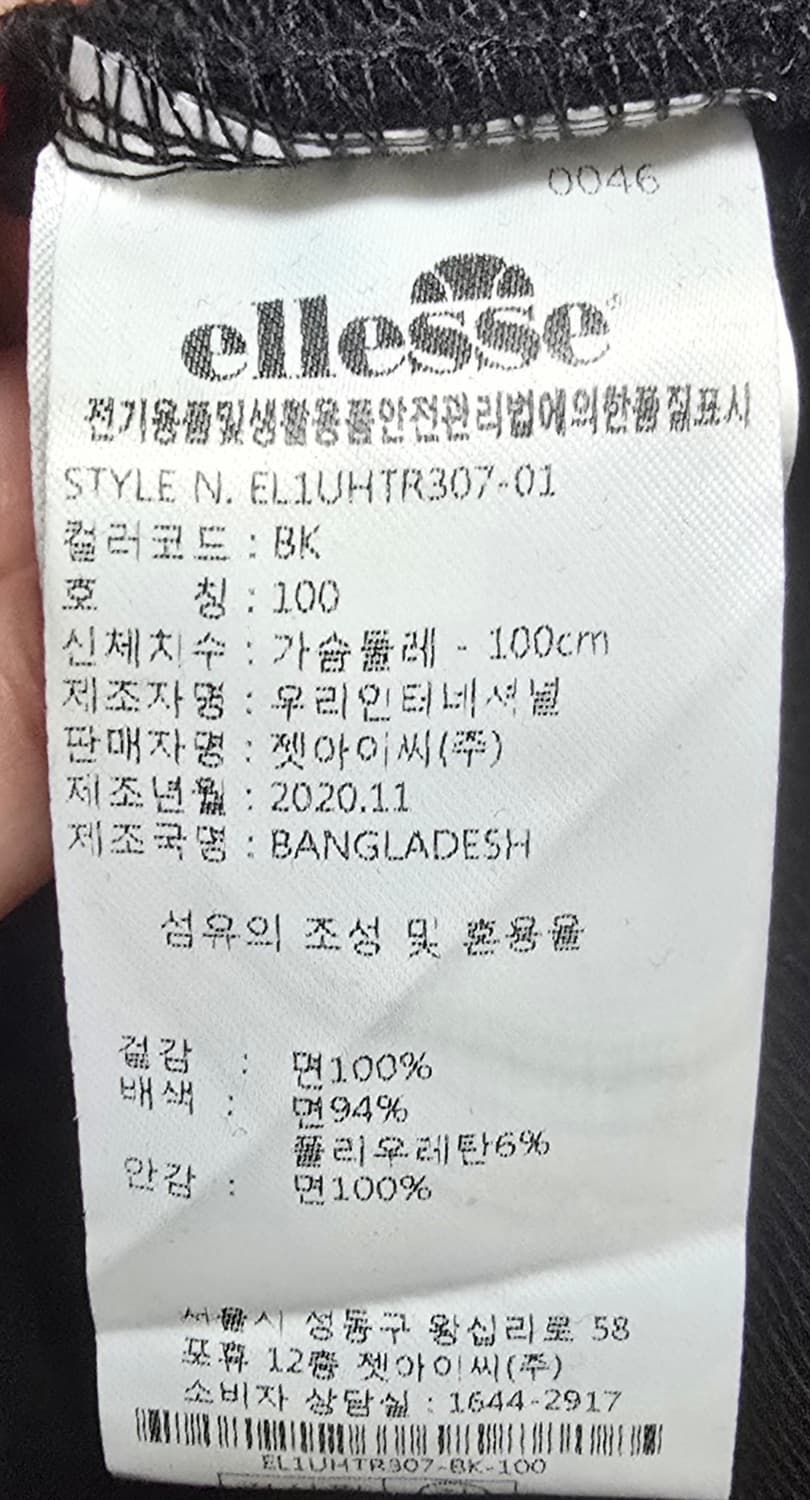 0046
ellesse
전기용품및생활용품안전관리법에의한품질표시
STYLE N. EL1UHTR307-01
컬러코드 : BK
호 칭 : 100
신체치수 : 가슴둘레 - 100cm
제조자명 : 우리인터네셔널
판매자명 : 젯아이씨(주)
제조년월 : 2020.11
제조국명 : BANGLADESH
섬유의 조성 및 혼용율
겉감 : 면100%
배색 : 면94%
폴리우레탄6%
안감 : 면100%
서울시 성동구 왕십리로 58
포휴 12층 젯아이씨(주)
소비자 상담실 : 1644-2917
EL1UHTR307-BK-100